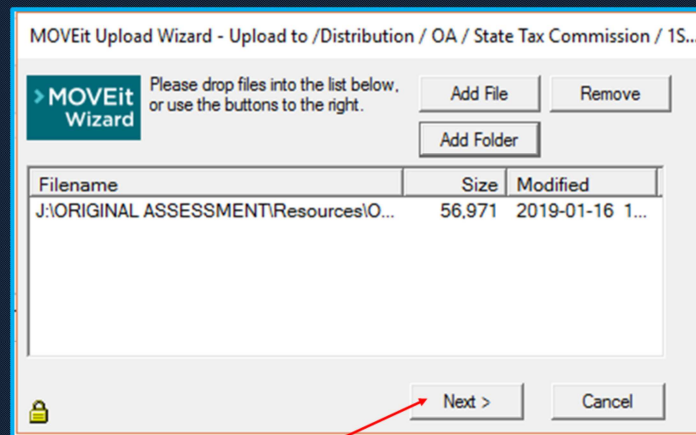 MOVEit Upload Wizard - Upload to /Distribution / OA / State Tax Commission / 1S...
>MOVEit
Wizard
Please drop files into the list below,
or use the buttons to the right.
Add File
Remove
Add Folder
Filename Size Modified
J:\ORIGINAL ASSESSMENT\Resources\O... 56,971 2019-01-16 1...
Next >
Cancel